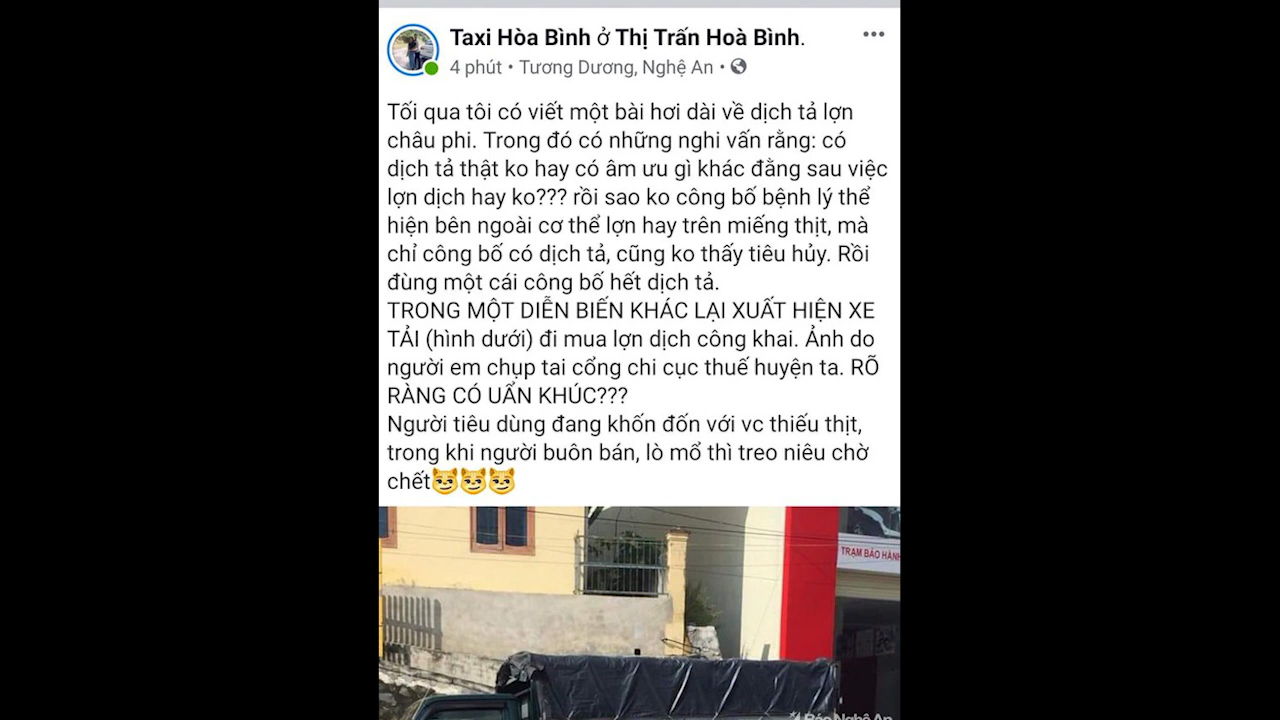 Taxi Hòa Bình ở Thị Trấn Hoà Bình.
4 phút • Tương Dương, Nghệ An •
Tối qua tôi có viết một bài hơi dài về dịch tả lợn
châu phi. Trong đó có những nghi vấn rằng: có
dịch tả thật ko hay có âm ưu gì khác đằng sau việc
lợn dịch hay ko??? rồi sao ko công bố bệnh lý thể
hiện bên ngoài cơ thể lợn hay trên miếng thịt, mà
chỉ công bố có dịch tả, cũng ko thấy tiêu hủy. Rồi
đùng một cái công bố hết dịch tả.
TRONG MỘT DIỄN BIẾN KHÁC LẠI XUẤT HIỆN XE
TẢI (hình dưới) đi mua lợn dịch công khai. Ảnh do
người em chụp tai cổng chi cục thuế huyện ta. RÕ
RÀNG CÓ UẨN KHÚC???
Người tiêu dùng đang khốn đốn với vc thiếu thịt,
trong khi người buôn bán, lò mổ thì treo niêu chờ
chết😼😼😼
TRẠM BẢO HÀNH
Báo Nghệ An